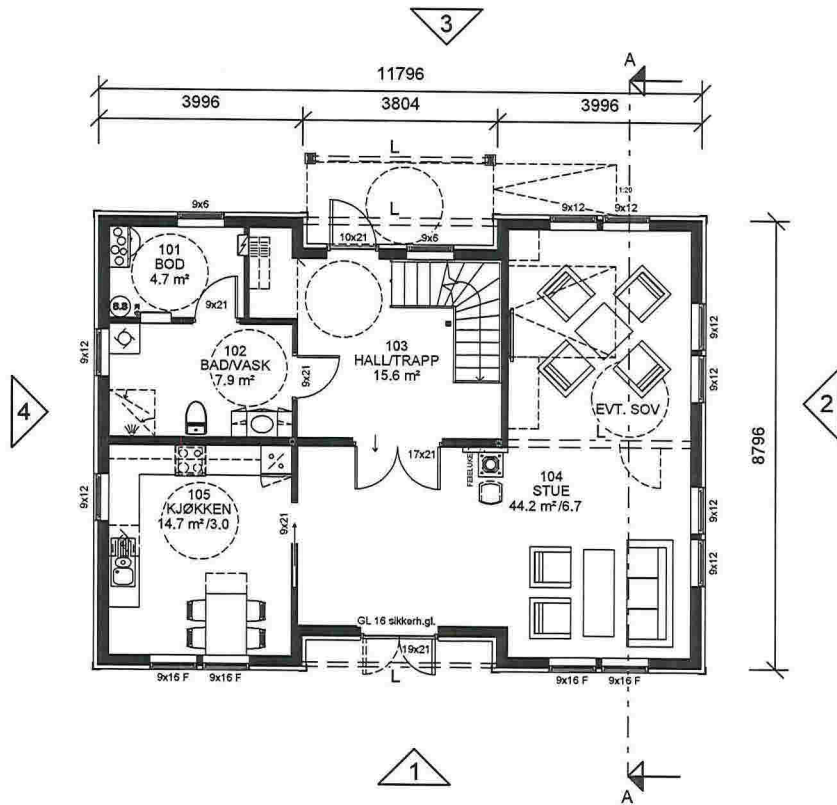 3
A
11796
3996
3804
3996
L
1:20
9x6
9x12
9x12
L
10x21
9x6
101
BOD
4.7 m²
9x21
103
HALL/TRAPP
15.6 m²
102
BAD/VASK
7.9 m²
9x21
9x12
9x12
9x12
EVT. SOV
L
4
2
8796
17x21
FEIELUKE
104
STUE
44.2 m²/6.7
105
KJØKKEN
14.7 m²/3.0
9x12
9x21
9x12
9x12
GL 16 sikkerh.gl.
19x21
L
9x16 F
9x16 F
9x16 F
9x16 F
1
A